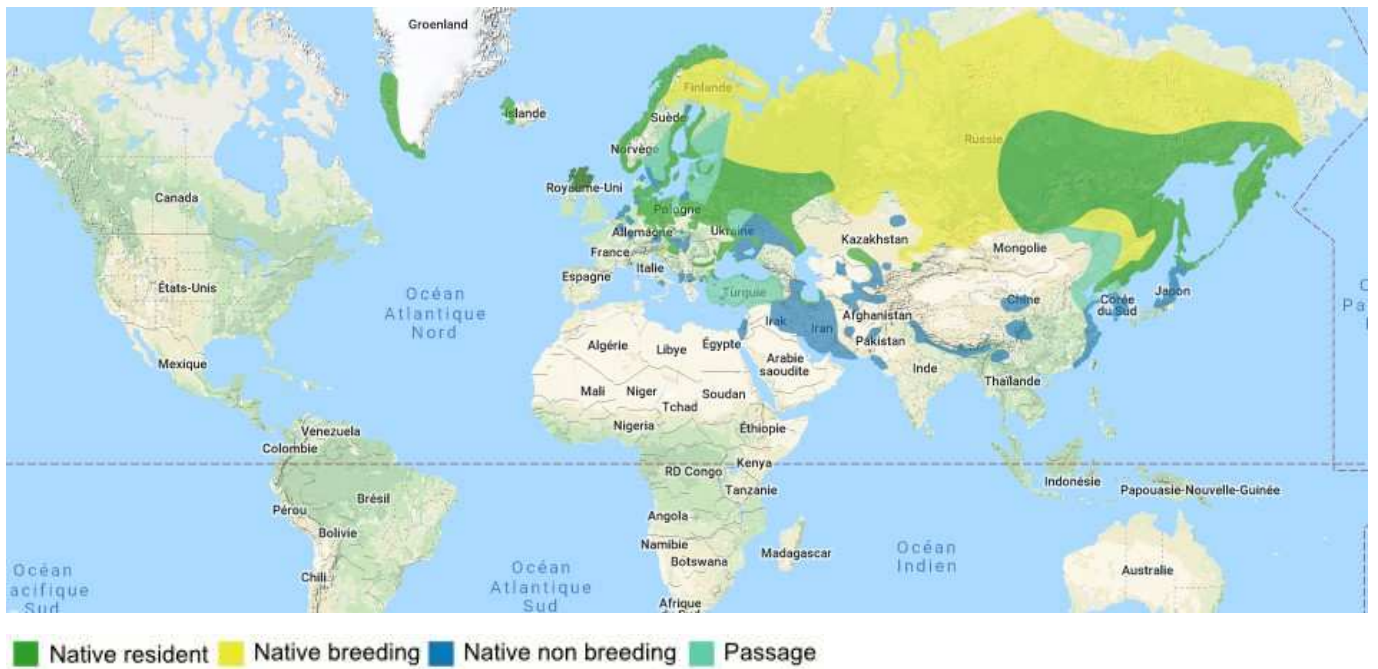 Groenland
Islande
Finlande
Suède
Norvège
Russie
Royaume-Uni
Canada
Pologne
Allemagne
Ukraine
France
Kazakhstan
Mongolie
Italie
Espagne
Turquie
États-Unis
Océan
Atlantique
Nord
Chine
Corée
du Sud
Japon
Afghanistan
Irak
Iran
Algérie
Libye
Égypte
Pakistan
Mexique
Arabie
saoudite
Inde
Thaïlande
Mali
Niger
Soudan
Tchad
Nigeria
Éthiopie
Venezuela
Colombie
Kenya
RD Congo
Tanzanie
Indonésie
Papouasie-Nouvelle-Guinée
Brésil
Pérou
Angola
Bolivie
Namibie
Botswana
Madagascar
Océan
Indien
Australie
Océan
acifique
Sud
Chili
Océan
Atlantique
Sud
Afrique
Native resident Native breeding Native non breeding Passage